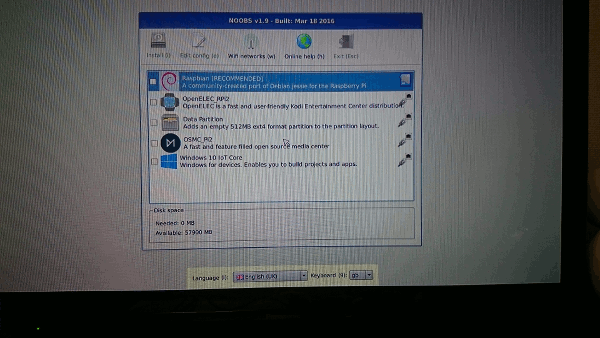 NOOBS v1.9 - Built: Mar 18 2016
Install (i) Edit config (e) Wifi networks (w) Online help (h) Exit (Esc)
Raspbian [RECOMMENDED]
A community-created port of Debian jessie for the Raspberry Pi
OpenELEC_RPi2
OpenELEC is a fast and user-friendly Kodi Entertainment Center distribution
Data Partition
Adds an empty 512MB ext4 format partition to the partition layout.
OSMC_Pi2
A fast and feature filled open source media center
Windows 10 IoT Core
Windows for devices. Enables you to build projects and apps.
Disk space
Needed: 0 MB
Available: 57900 MB
Language (l): English (UK) Keyboard (9): gb